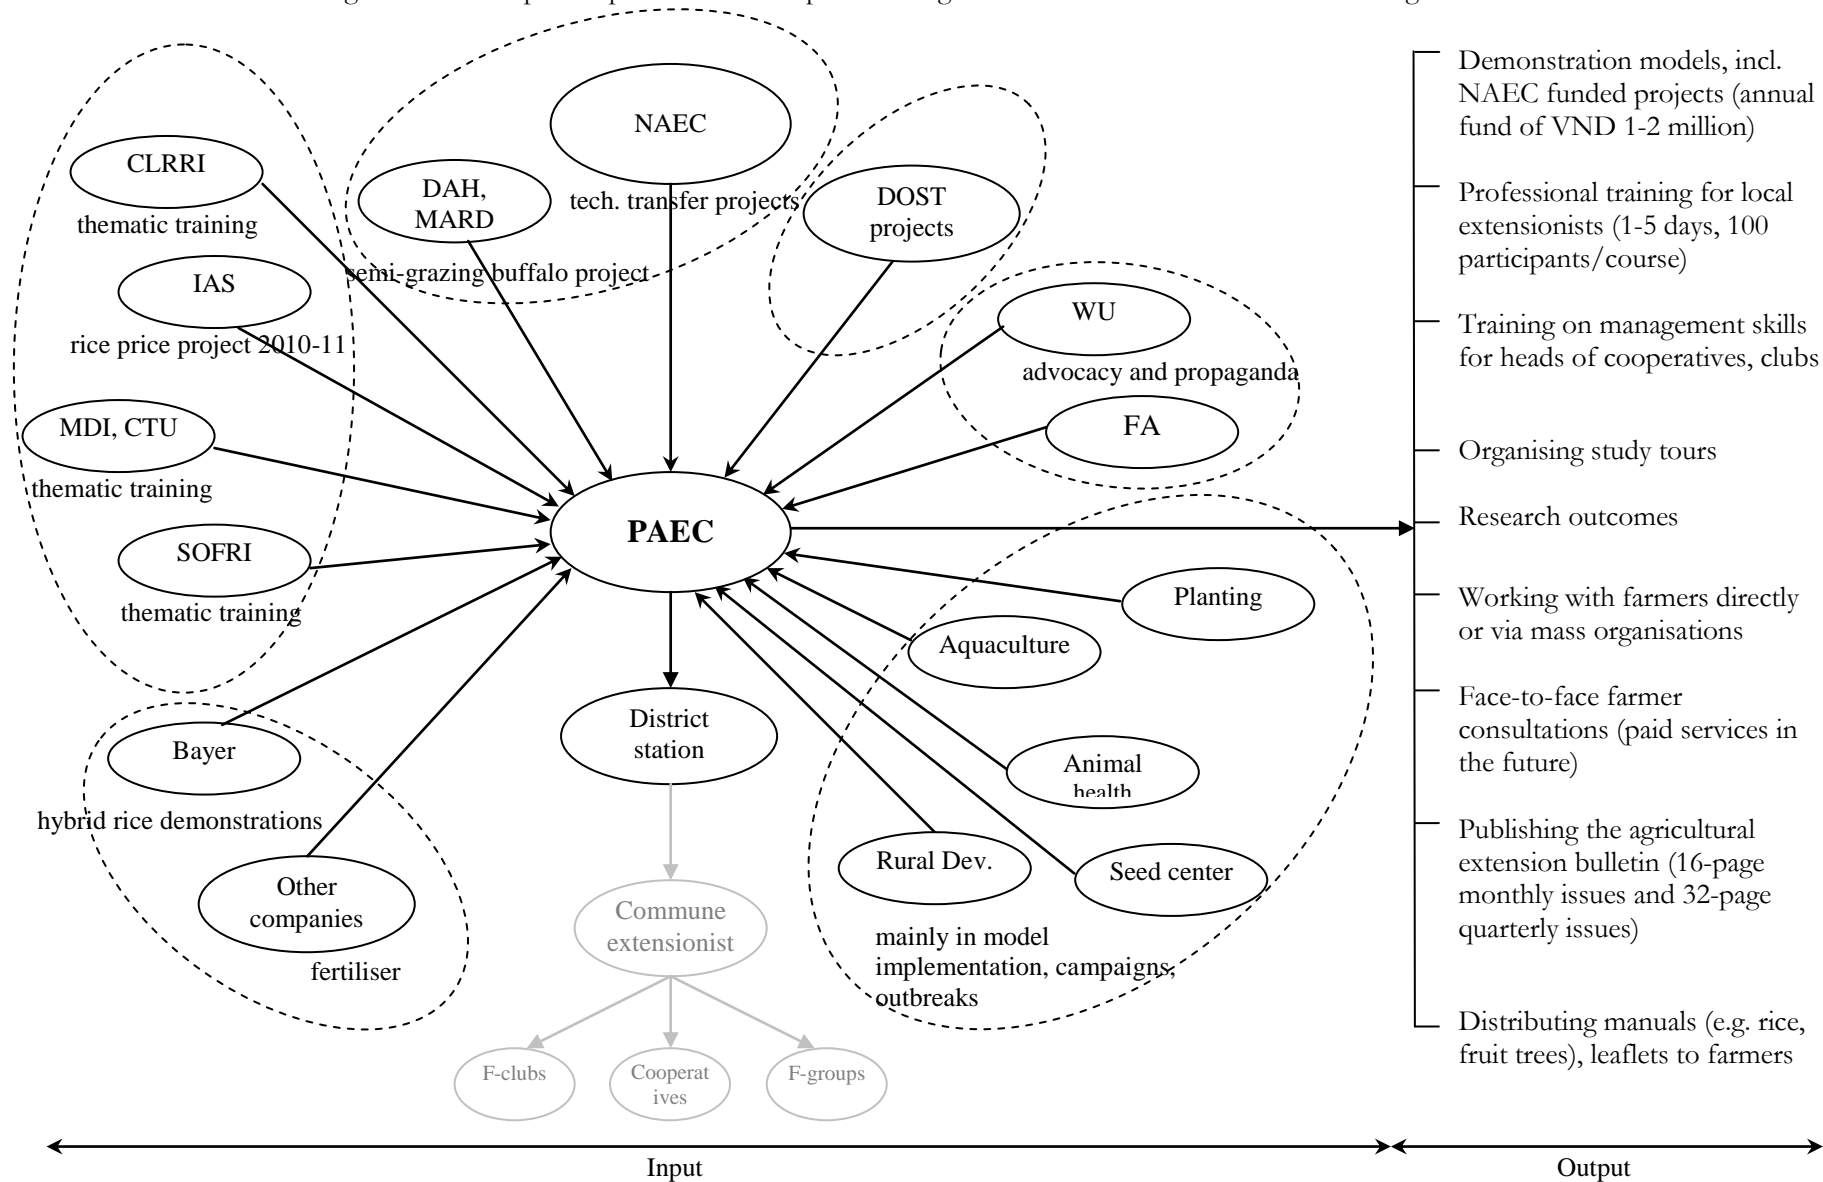 NAEC
CLRRI
thematic training
DAH,
MARD
tech. transfer projects
DOST
projects
semi-grazing buffalo project
IAS
rice price project 2010-11
WU
advocacy and propaganda
MDI, CTU
thematic training
FA
PAEC
SOFRI
thematic training
Planting
Aquaculture
District
station
Bayer
hybrid rice demonstrations
Animal
health
Rural Dev.
Seed center
Other
companies
fertiliser
Commune
extensionist
mainly in model
implementation, campaigns,
outbreaks
F-clubs
Cooperat
ives
F-groups
Demonstration models, incl.
NAEC funded projects (annual
fund of VND 1-2 million)
Professional training for local
extensionists (1-5 days, 100
participants/course)
Training on management skills
for heads of cooperatives, clubs
Organising study tours
Research outcomes
Working with farmers directly
or via mass organisations
Face-to-face farmer
consultations (paid services in
the future)
Publishing the agricultural
extension bulletin (16-page
monthly issues and 32-page
quarterly issues)
Distributing manuals (e.g. rice,
fruit trees), leaflets to farmers
Input
Output